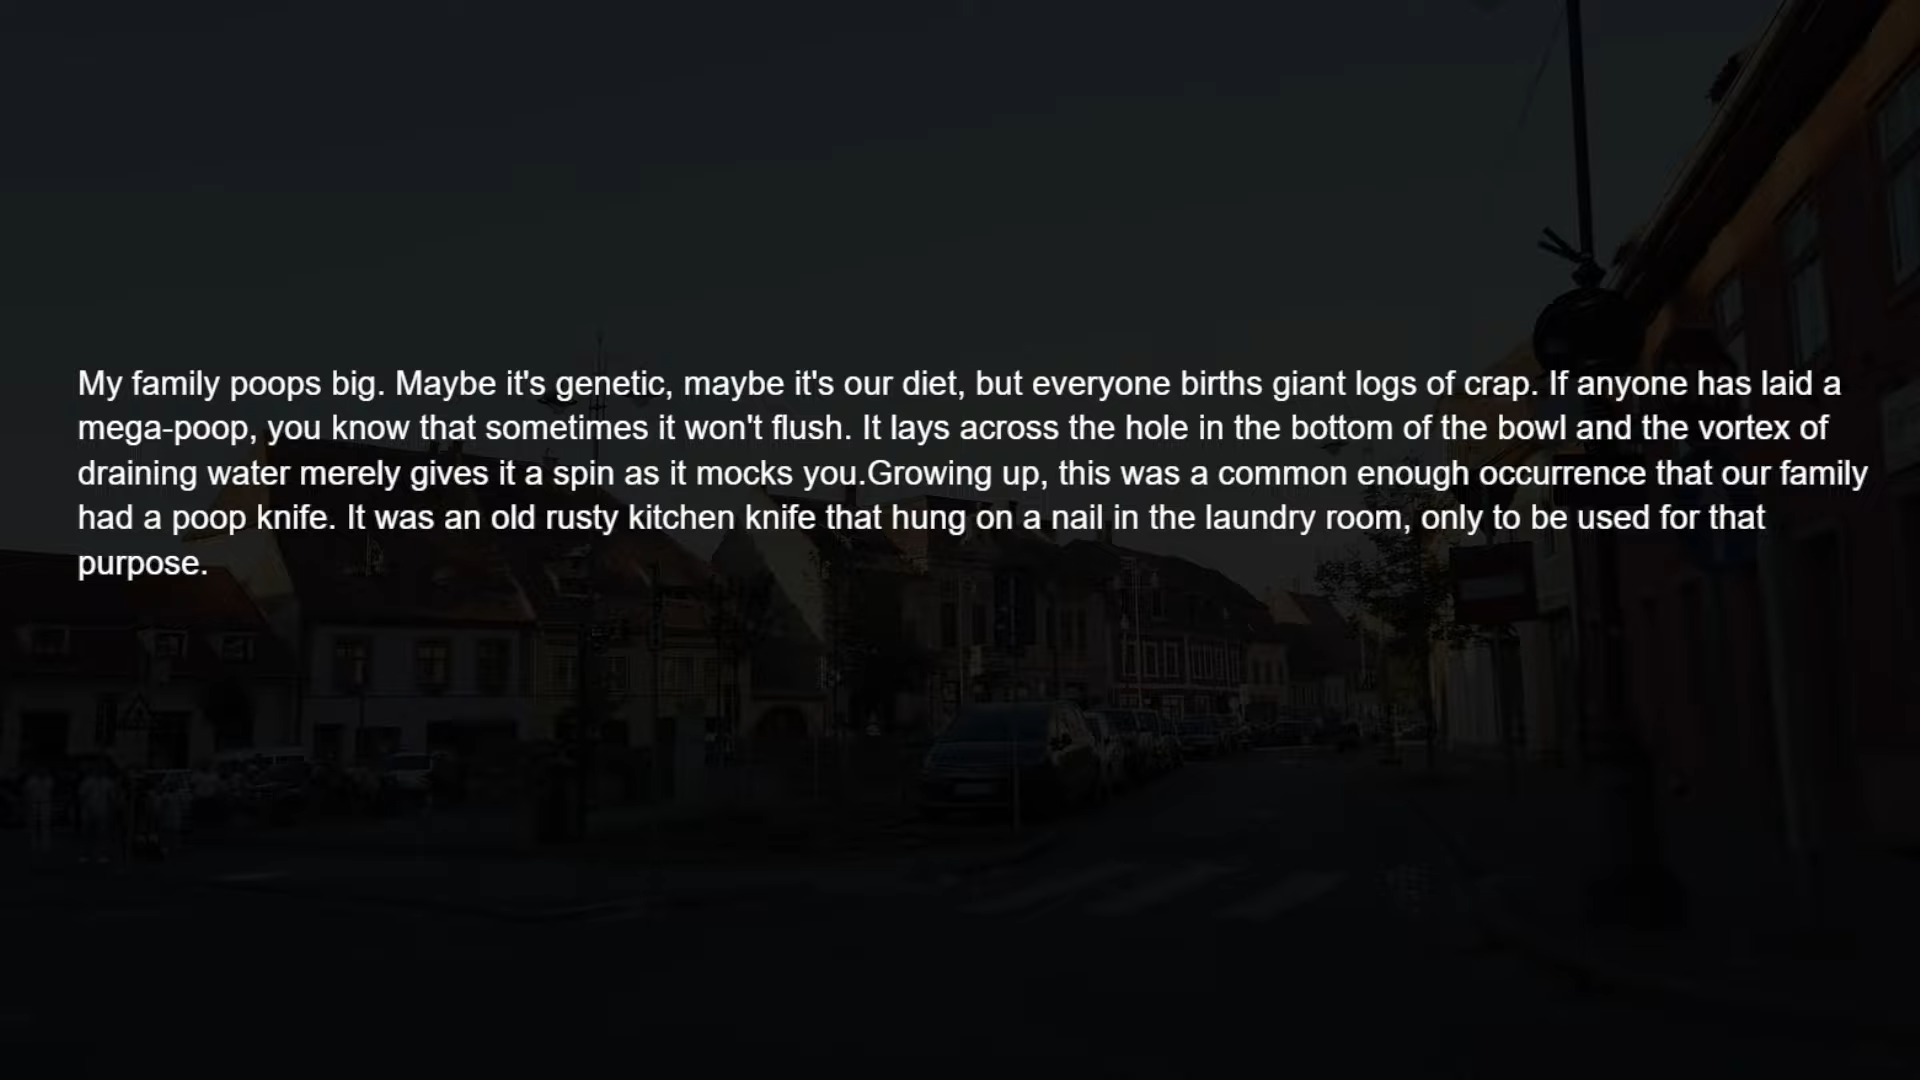 My family poops big. Maybe it's genetic, maybe it's our diet, but everyone births giant logs of crap. If anyone has laid a
mega-poop, you know that sometimes it won't flush. It lays across the hole in the bottom of the bowl and the vortex of
draining water merely gives it a spin as it mocks you.Growing up, this was a common enough occurrence that our family
had a poop knife. It was an old rusty kitchen knife that hung on a nail in the laundry room, only to be used for that
purpose.